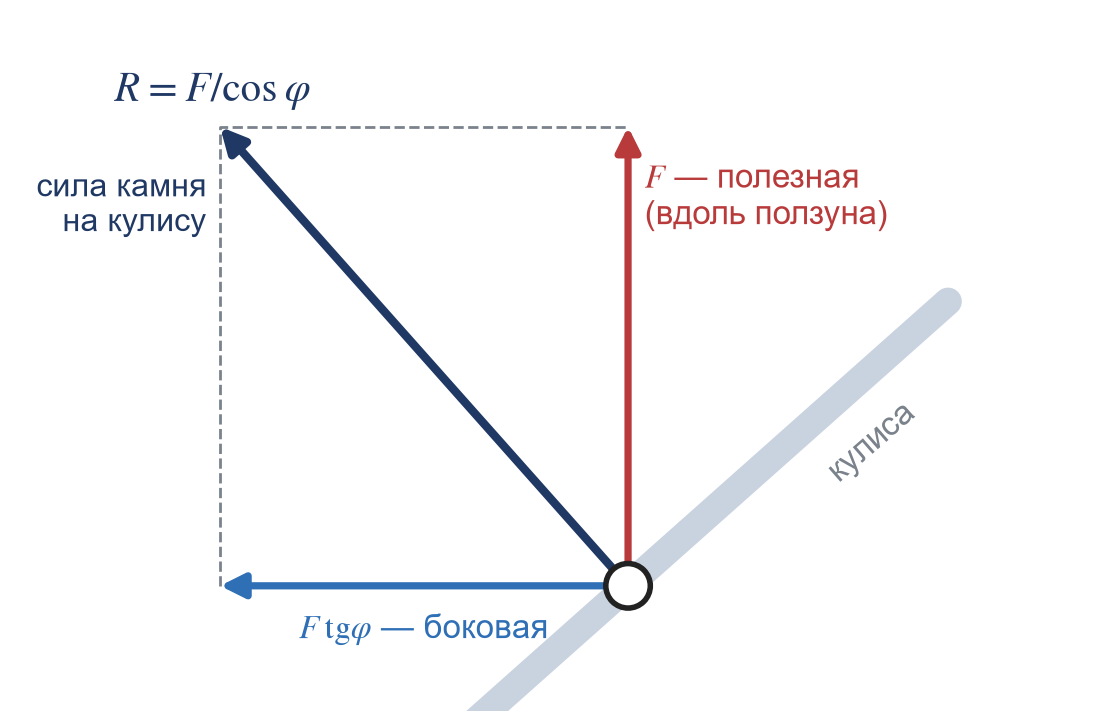 R = F/cos φ
сила камня
на кулису
F — полезная
(вдоль ползуна)
кулиса
F tgφ — боковая